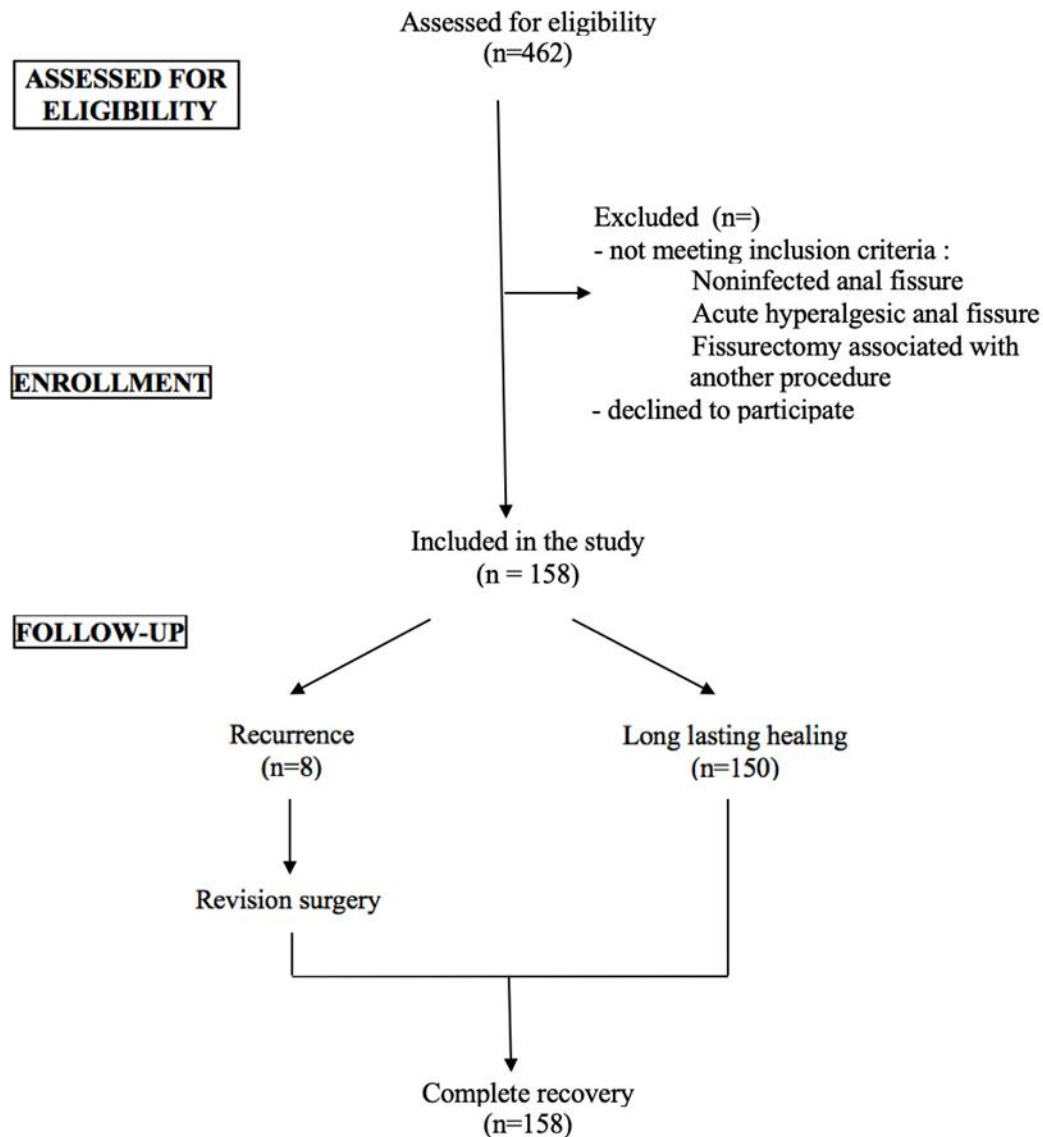 Assessed for eligibility
(n=462)
ASSESSED FOR
ELIGIBILITY
Excluded (n=)
- not meeting inclusion criteria :
Noninfected anal fissure
Acute hyperalgesic anal fissure
Fissurectomy associated with
another procedure
- declined to participate
ENROLLMENT
Included in the study
(n = 158)
FOLLOW-UP
Recurrence
(n=8)
Long lasting healing
(n=150)
Revision surgery
Complete recovery
(n=158)